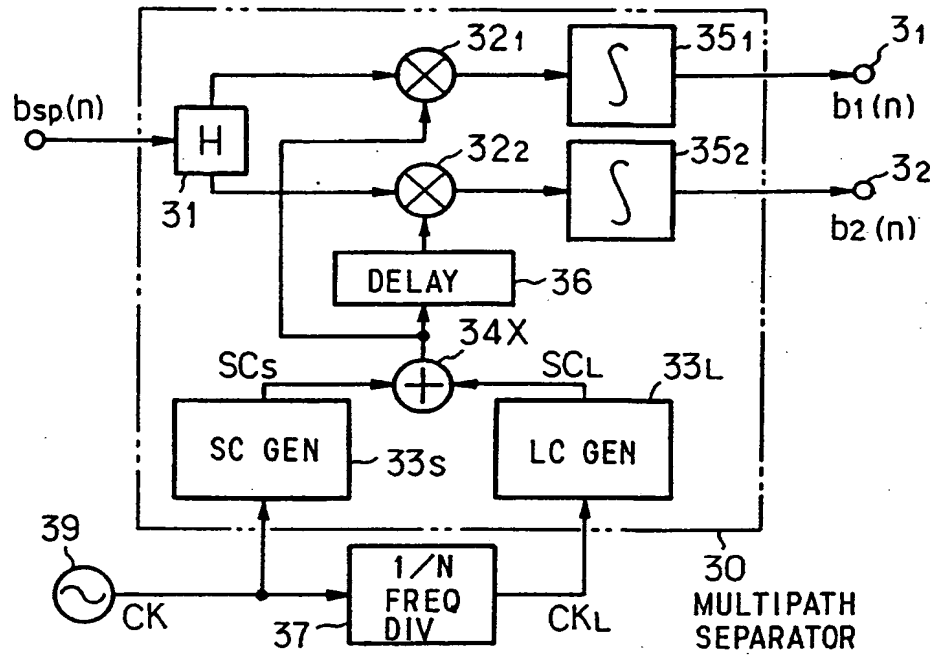 32₁
35₁
3₁
bsp(n)
H
∫
b₁(n)
32₂
35₂
3₂
31
∫
b₂(n)
DELAY
36
34X
SCs
SCL
33L
SC GEN
33s
LC GEN
39
CK
1/N
FREQ
DIV
37
CKL
30
MULTIPATH
SEPARATOR